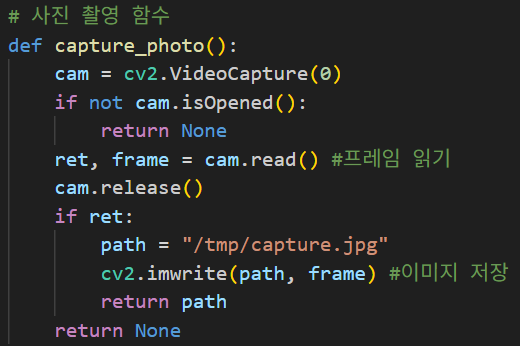 # 사진 촬영 함수
def capture_photo():
    cam = cv2.VideoCapture(0)
    if not cam.isOpened():
        return None
    ret, frame = cam.read() #프레임 읽기
    cam.release()
    if ret:
        path = "/tmp/capture.jpg"
        cv2.imwrite(path, frame) #이미지 저장
        return path
    return None